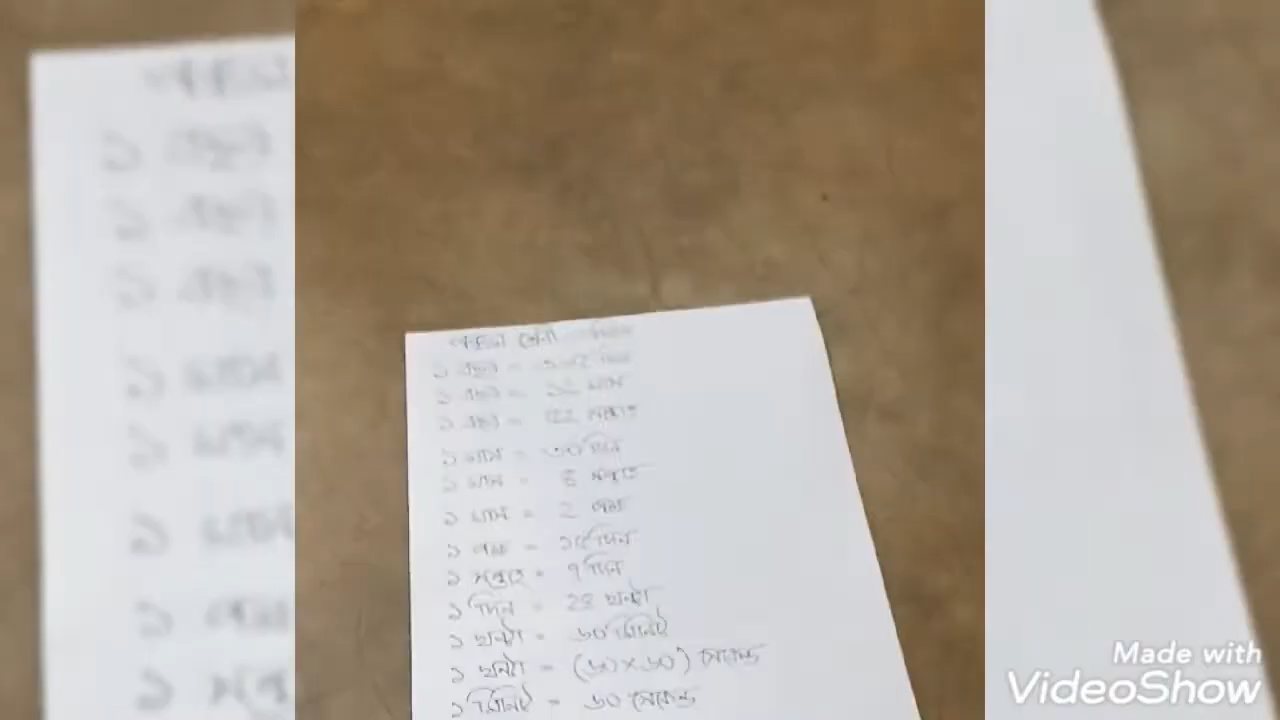 পঞ্চম শ্রেণী
১ বছর = ৩৬৫ দিন
১ বছর = ১২ মাস
১ বছর = ৫২ সপ্তাহ
১ মাস = ৩০ দিন
১ মাস = ৪ সপ্তাহ
১ মাস = ২ পক্ষ
১ পক্ষ = ১৫ দিন
১ সপ্তাহ = ৭ দিন
১ দিন = ২৪ ঘন্টা
১ ঘন্টা = ৬০ মিনিট
১ ঘন্টা = (৬০×৬০) সেকেন্ড
১ মিনিট = ৬০ সেকেন্ড
Made with
VideoShow